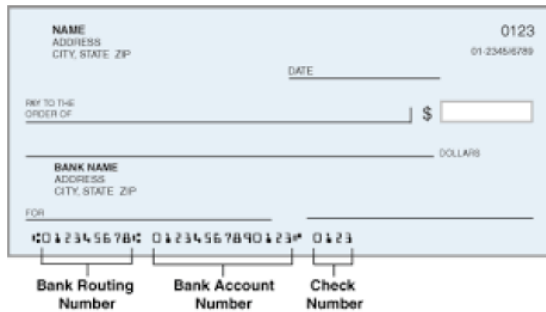 NAME
0123
ADDRESS
CITY, STATE ZIP
01-2345/6789
DATE
PAY TO THE
ORDER OF
$
DOLLARS
BANK NAME
ADDRESS
CITY, STATE ZIP
FOR
⑆012345678⑆ 01234567890123⑈ 0123
Bank Routing Bank Account Check
Number Number Number